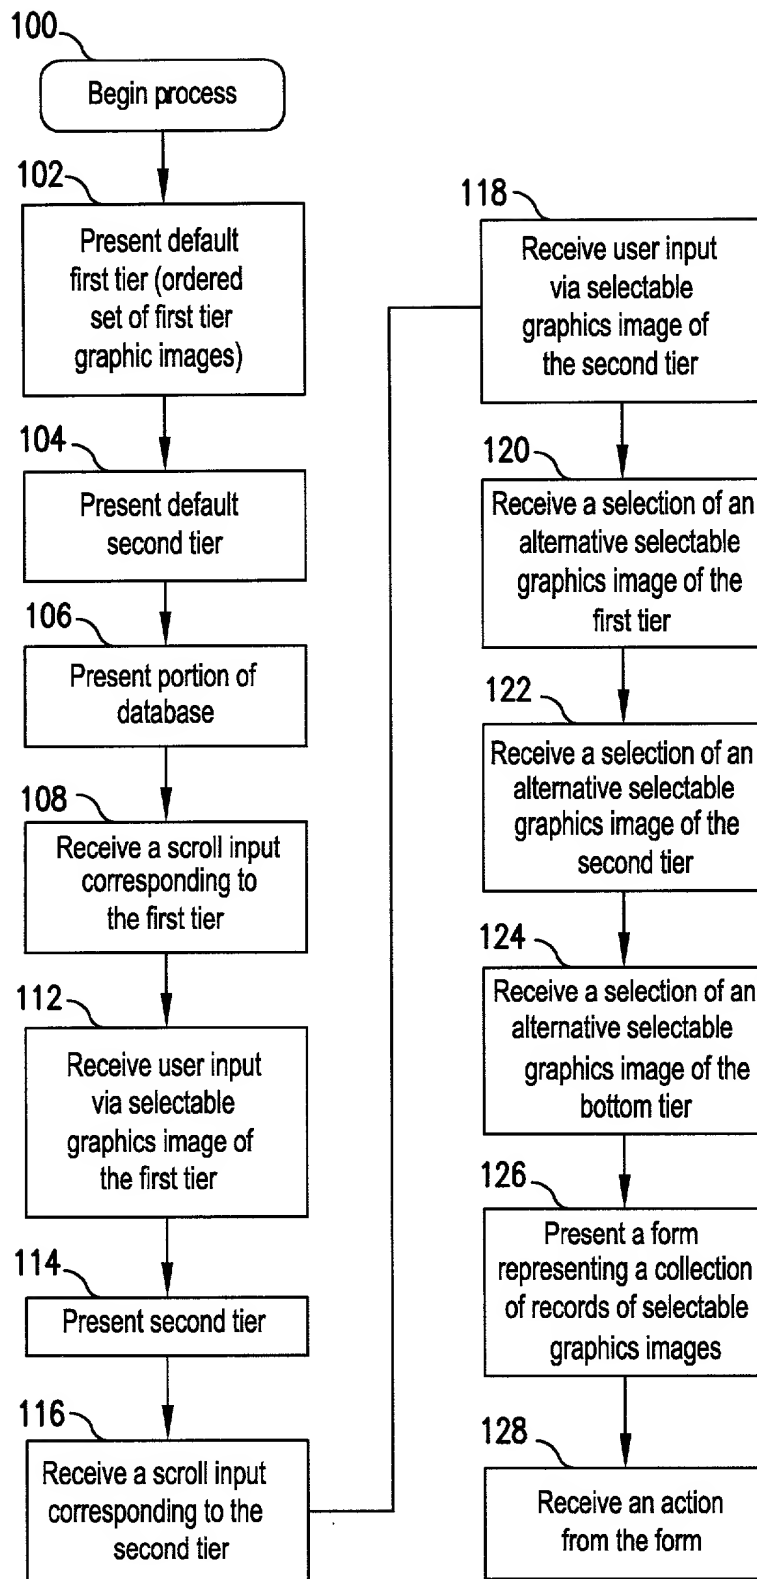 100
Begin process
102
Present default
first tier (ordered
set of first tier
graphic images)
104
Present default
second tier
106
Present portion of
database
108
Receive a scroll input
corresponding to
the first tier
112
Receive user input
via selectable
graphics image of
the first tier
114
Present second tier
116
Receive a scroll input
corresponding to the
second tier
118
Receive user input
via selectable
graphics image of
the second tier
120
Receive a selection of an
alternative selectable
graphics image of the
first tier
122
Receive a selection of an
alternative selectable
graphics image of the
second tier
124
Receive a selection of an
alternative selectable
graphics image of the
bottom tier
126
Present a form
representing a collection
of records of selectable
graphics images
128
Receive an action
from the form